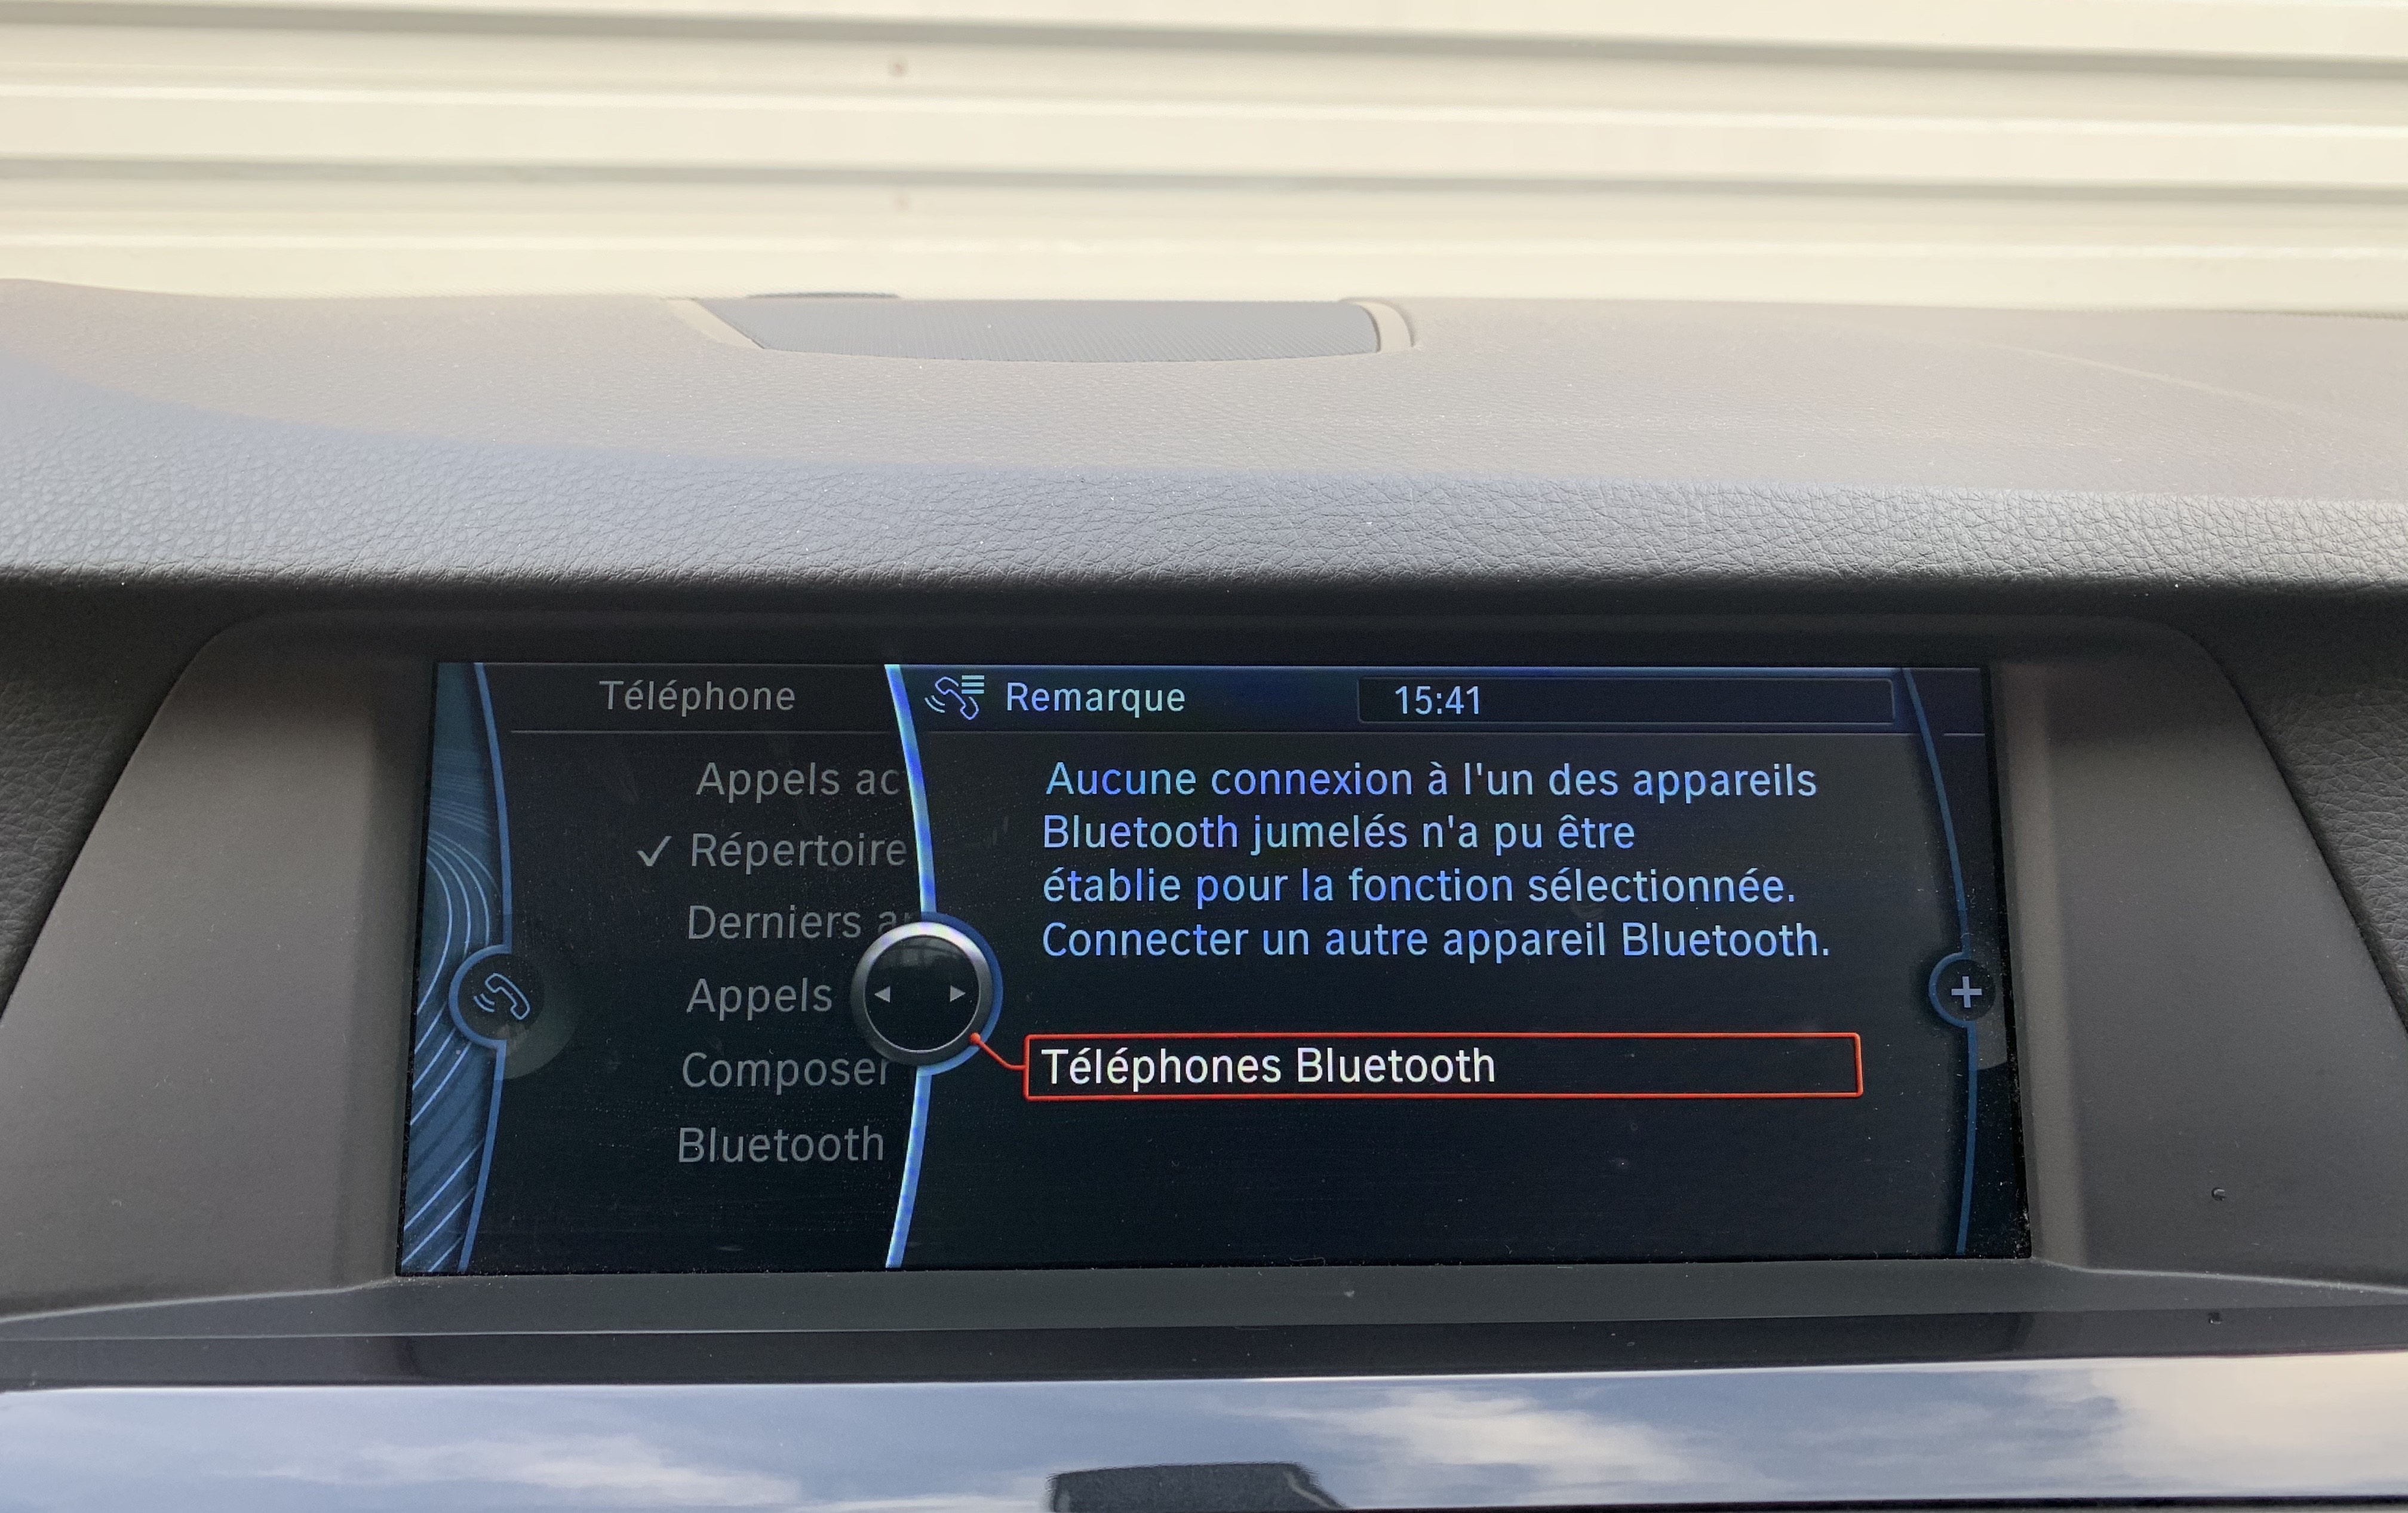 Téléphone
Appels ac
✓ Répertoire
Derniers a
Appels
Composer
Bluetooth
Remarque
15:41
Aucune connexion à l'un des appareils
Bluetooth jumelés n'a pu être
établie pour la fonction sélectionnée.
Connecter un autre appareil Bluetooth.
Téléphones Bluetooth